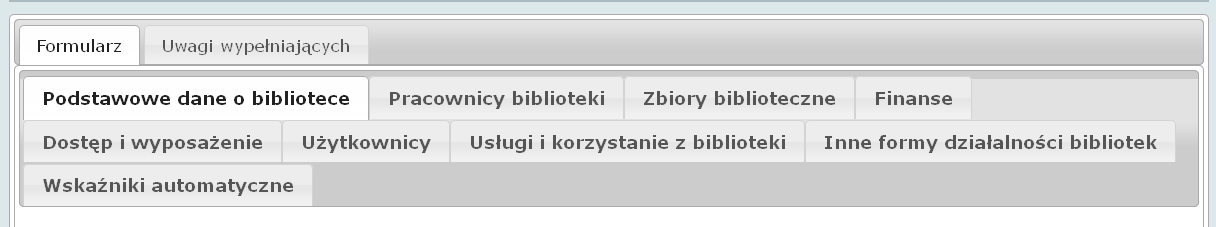 Formularz Uwagi wypełniających
Podstawowe dane o bibliotece Pracownicy biblioteki Zbiory biblioteczne Finanse
Dostęp i wyposażenie Użytkownicy Usługi i korzystanie z biblioteki Inne formy działalności bibliotek
Wskaźniki automatyczne